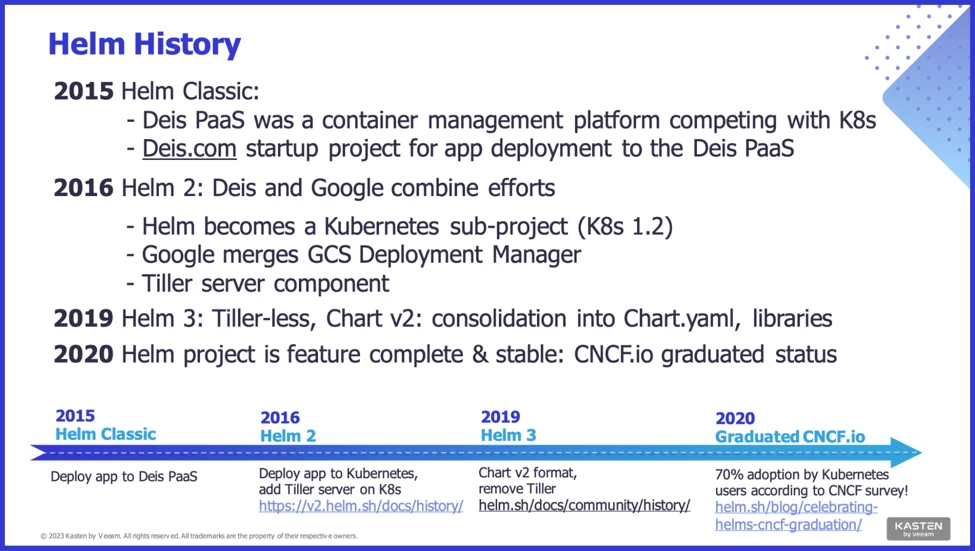 Helm History
2015 Helm Classic:
- Deis PaaS was a container management platform competing with K8s
- Deis.com startup project for app deployment to the Deis PaaS
2016 Helm 2: Deis and Google combine efforts
- Helm becomes a Kubernetes sub-project (K8s 1.2)
- Google merges GCS Deployment Manager
- Tiller server component
2019 Helm 3: Tiller-less, Chart v2: consolidation into Chart.yaml, libraries
2020 Helm project is feature complete & stable: CNCF.io graduated status
2015
Helm Classic
Deploy app to Deis PaaS
2016
Helm 2
Deploy app to Kubernetes,
add Tiller server on K8s
https://v2.helm.sh/docs/history/
2019
Helm 3
Chart v2 format,
remove Tiller
helm.sh/docs/community/history/
2020
Graduated CNCF.io
70% adoption by Kubernetes
users according to CNCF survey!
helm.sh/blog/celebrating-
helms-cncf-graduation/
© 2023 Kasten by Veeam. All rights reserved. All trademarks are the property of their respective owners.
KASTEN
by veeam